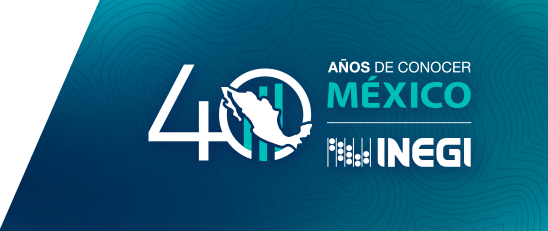 40
AÑOS DE CONOCER
MÉXICO
INEGI